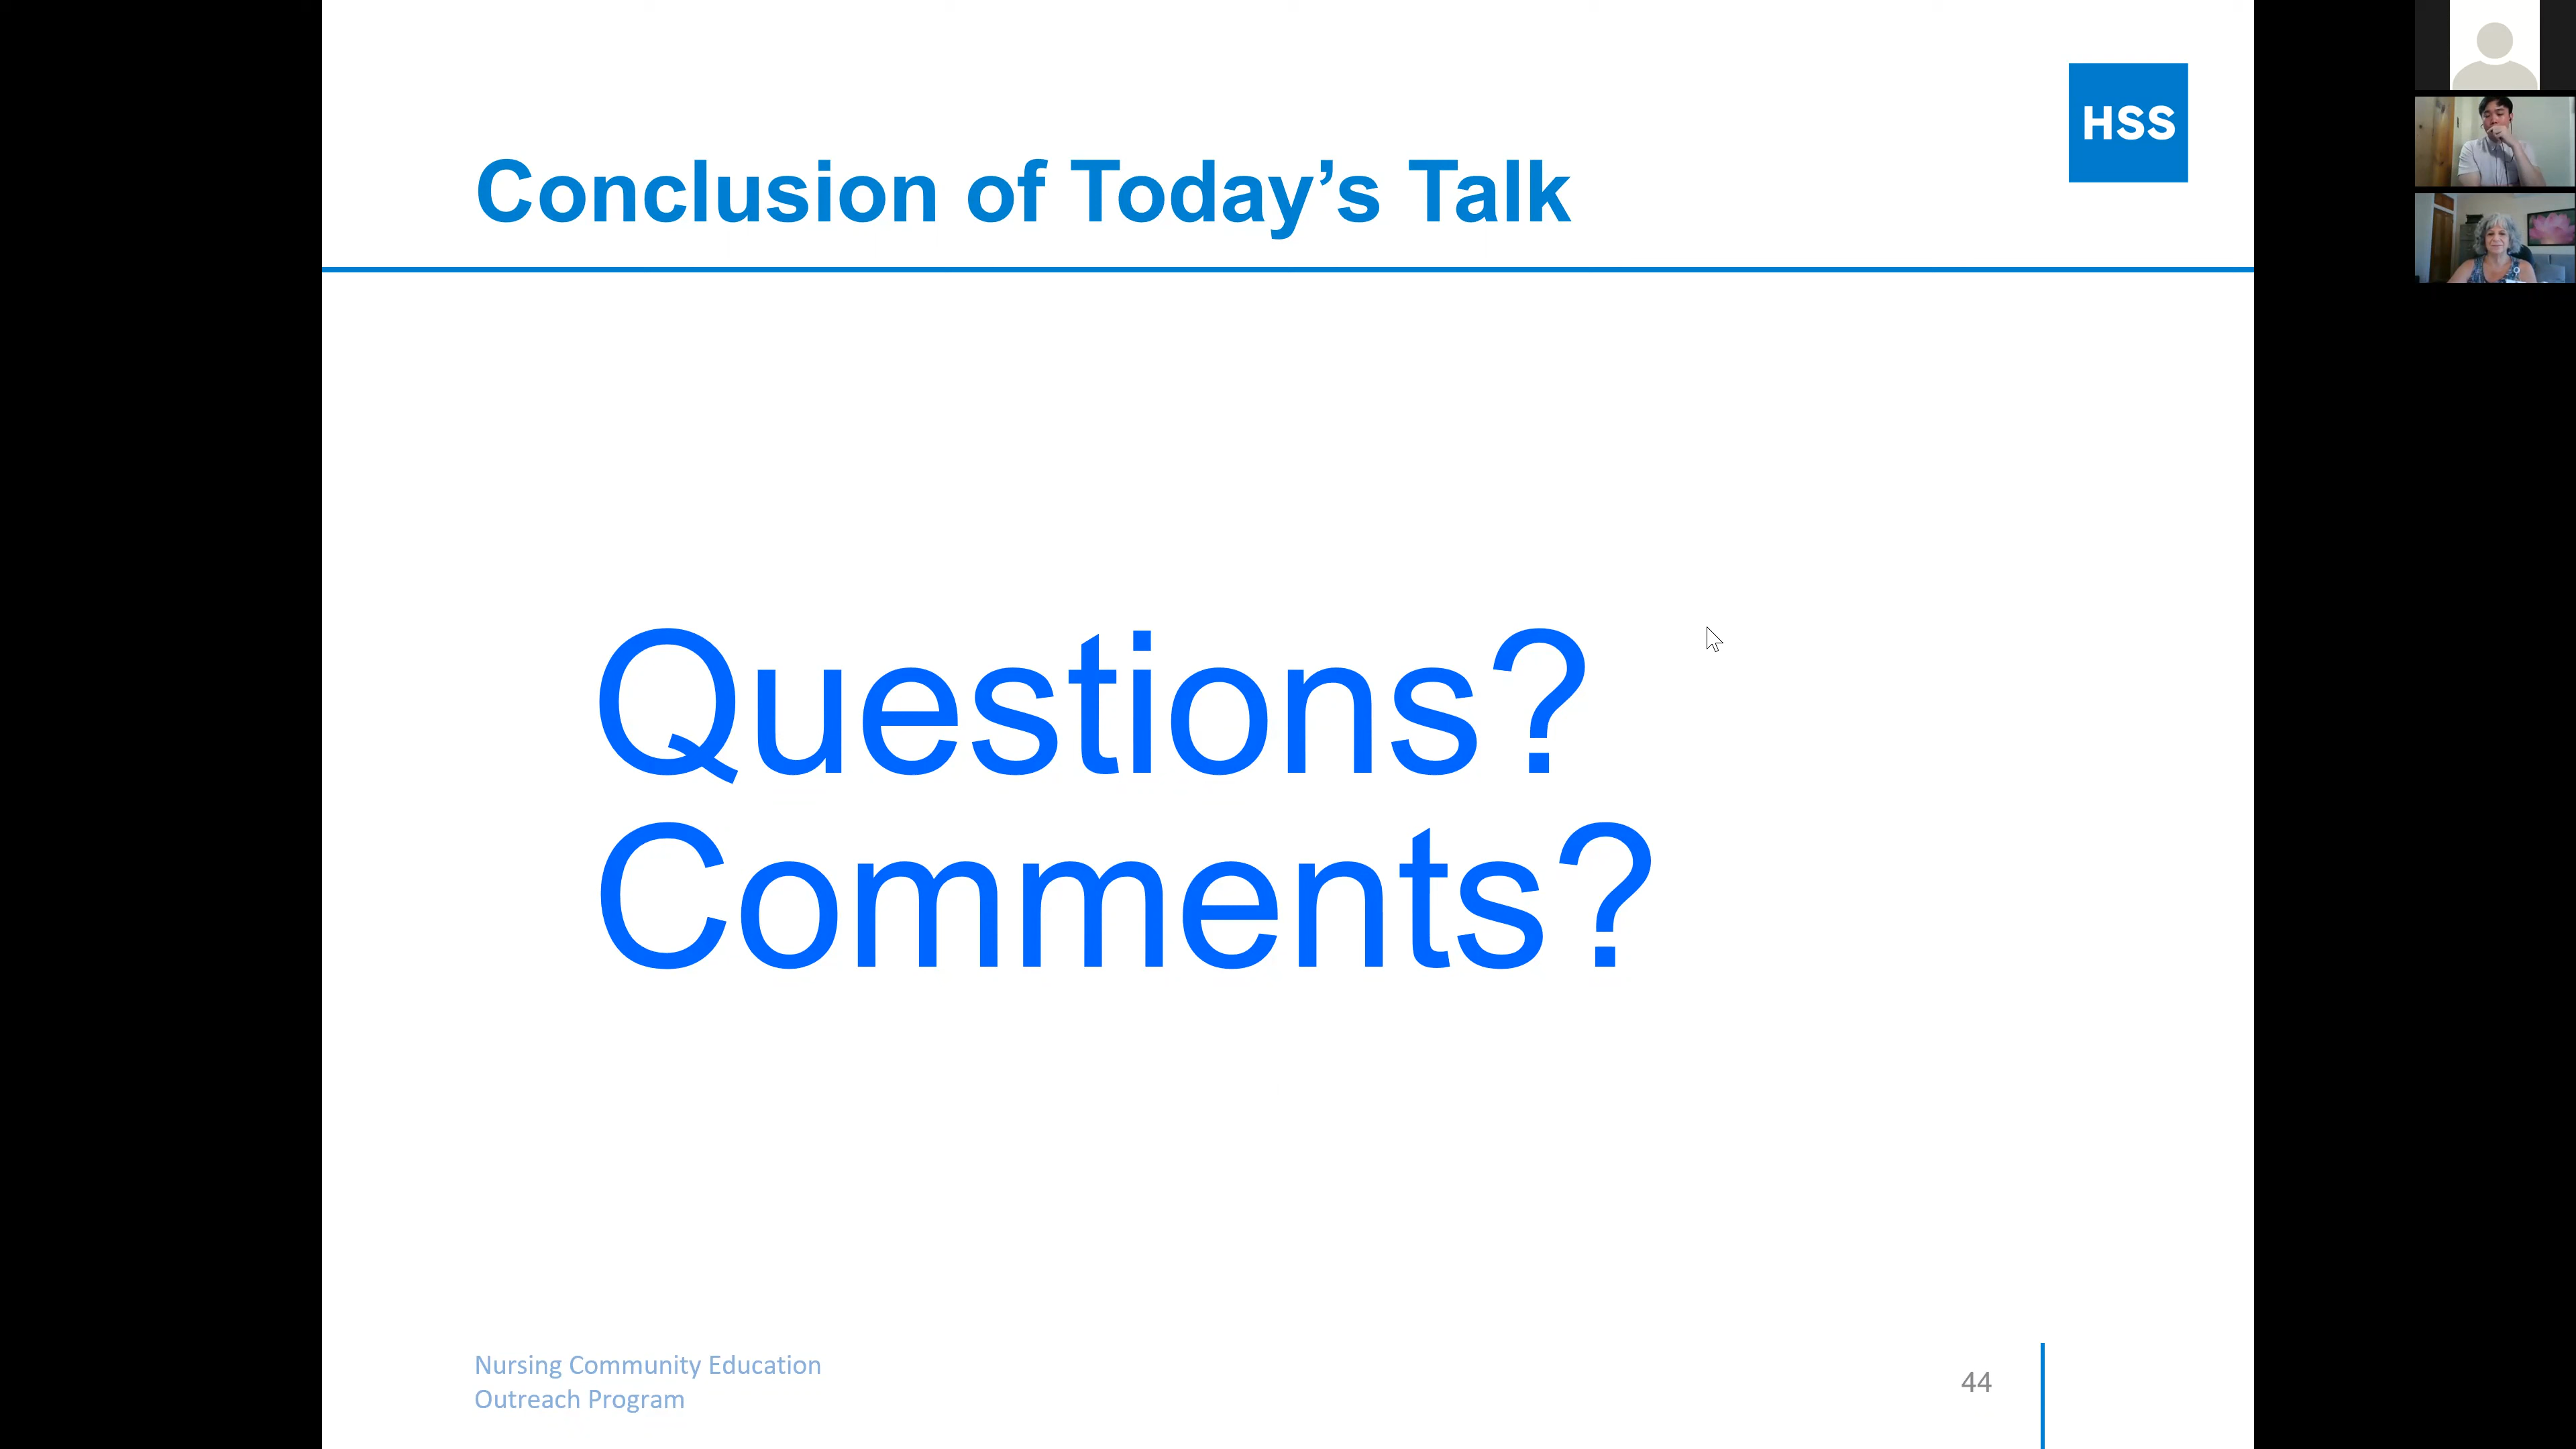 HSS
Conclusion of Today’s Talk
Questions?
Comments?
Nursing Community Education
Outreach Program
44